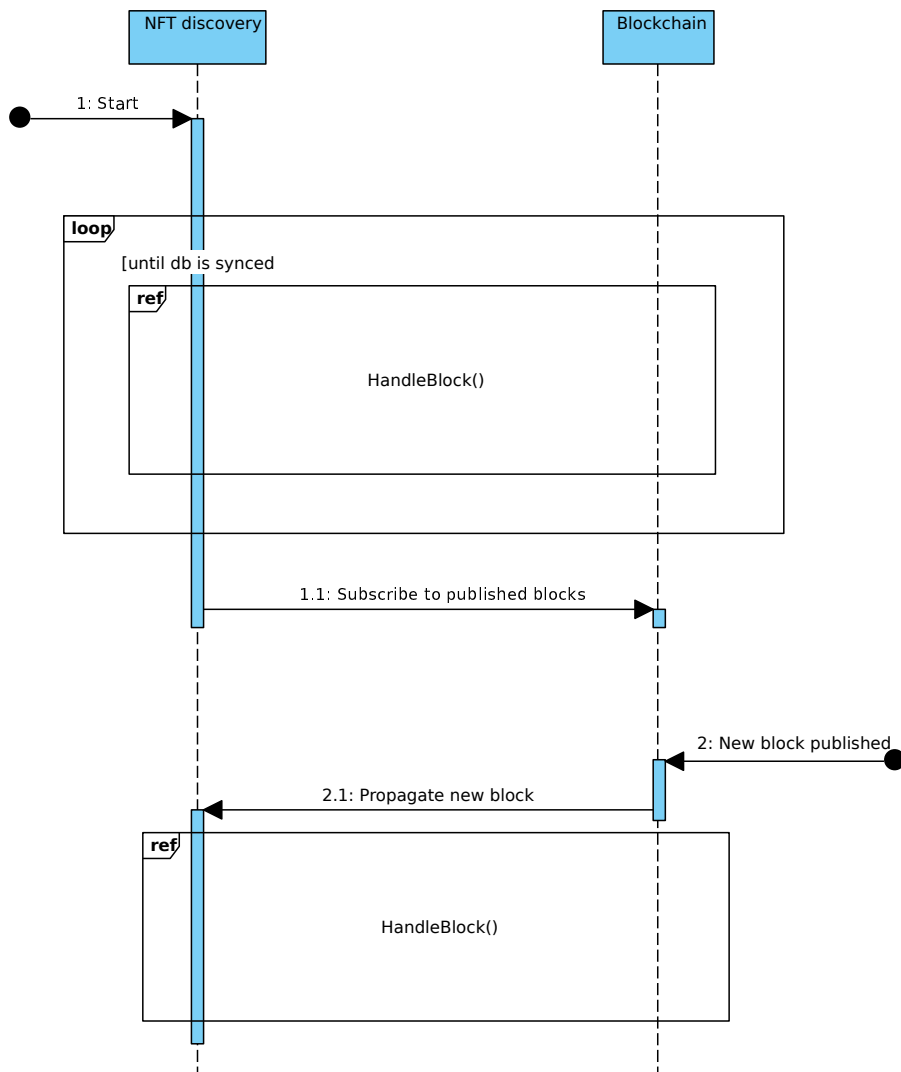 NFT discovery
Blockchain
1: Start
loop
[until db is synced
ref
HandleBlock()
1.1: Subscribe to published blocks
2: New block published
2.1: Propagate new block
ref
HandleBlock()